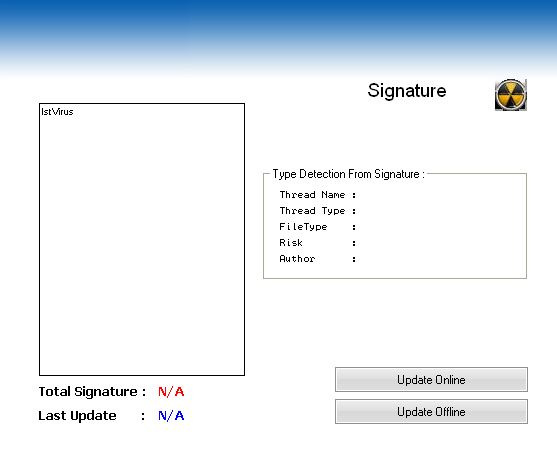 Signature
lstVirus
Type Detection From Signature :
Thread Name :
Thread Type :
FileType :
Risk :
Author :
Total Signature : N/A
Last Update : N/A
Update Online
Update Offline